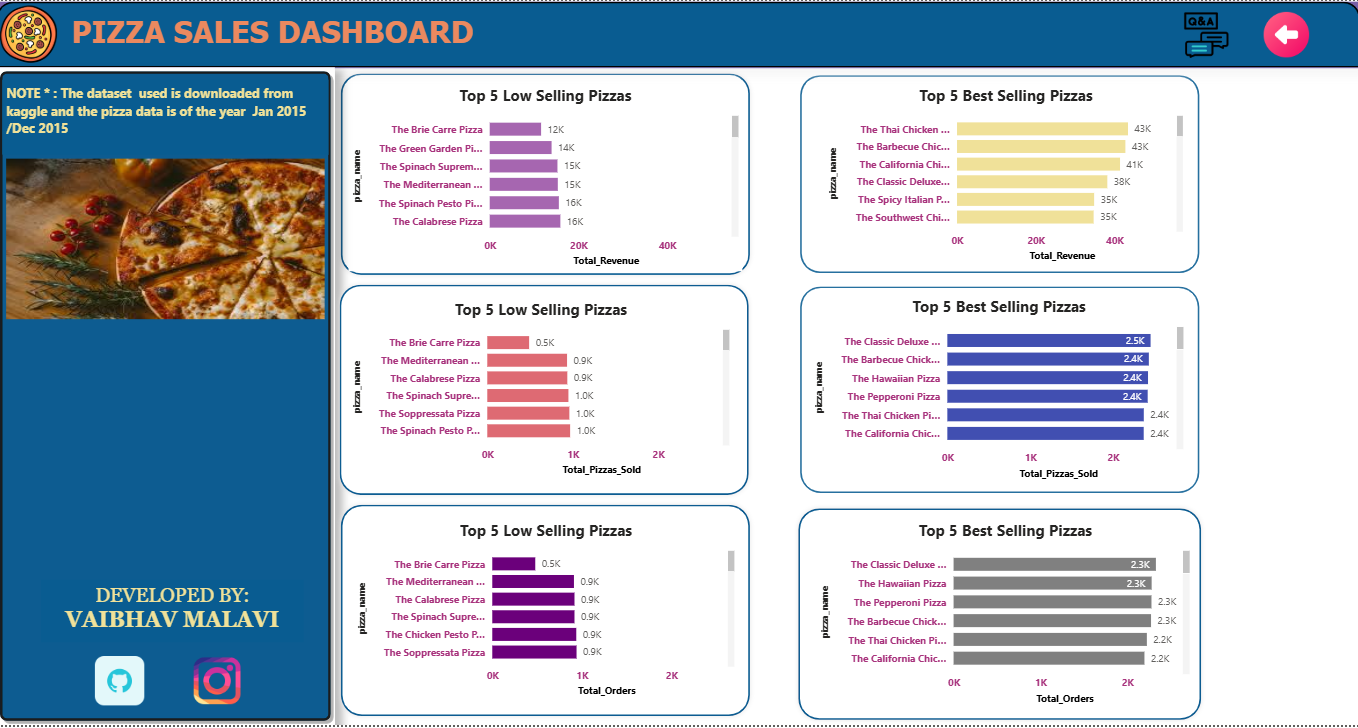 PIZZA SALES DASHBOARD
Q&A
NOTE * : The dataset used is downloaded from
kaggle and the pizza data is of the year Jan 2015
/Dec 2015
DEVELOPED BY:
VAIBHAV MALAVI
Top 5 Low Selling Pizzas
pizza_name
The Brie Carre Pizza 12K
The Green Garden Pi... 14K
The Spinach Suprem... 15K
The Mediterranean ... 15K
The Spinach Pesto Pi... 16K
The Calabrese Pizza 16K
0K 20K 40K
Total_Revenue
Top 5 Best Selling Pizzas
pizza_name
The Thai Chicken ... 43K
The Barbecue Chic... 43K
The California Chi... 41K
The Classic Deluxe... 38K
The Spicy Italian P... 35K
The Southwest Chi... 35K
0K 20K 40K
Total_Revenue
Top 5 Low Selling Pizzas
pizza_name
The Brie Carre Pizza 0.5K
The Mediterranean ... 0.9K
The Calabrese Pizza 0.9K
The Spinach Supre... 1.0K
The Soppressata Pizza 1.0K
The Spinach Pesto P... 1.0K
0K 1K 2K
Total_Pizzas_Sold
Top 5 Best Selling Pizzas
pizza_name
The Classic Deluxe ... 2.5K
The Barbecue Chick... 2.4K
The Hawaiian Pizza 2.4K
The Pepperoni Pizza 2.4K
The Thai Chicken Pi... 2.4K
The California Chic... 2.4K
0K 1K 2K
Total_Pizzas_Sold
Top 5 Low Selling Pizzas
pizza_name
The Brie Carre Pizza 0.5K
The Mediterranean ... 0.9K
The Calabrese Pizza 0.9K
The Spinach Supre... 0.9K
The Chicken Pesto P... 0.9K
The Soppressata Pizza 0.9K
0K 1K 2K
Total_Orders
Top 5 Best Selling Pizzas
pizza_name
The Classic Deluxe ... 2.3K
The Hawaiian Pizza 2.3K
The Pepperoni Pizza 2.3K
The Barbecue Chick... 2.3K
The Thai Chicken Pi... 2.2K
The California Chic... 2.2K
0K 1K 2K
Total_Orders